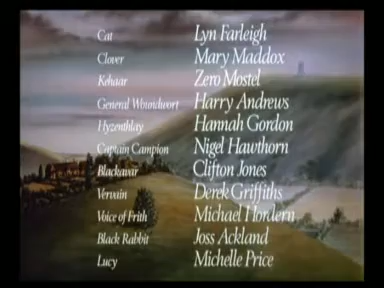 Cat Lyn Farleigh
Clover Mary Maddox
Kehaar Zero Mostel
General Woundwort Harry Andrews
Hyzenthlay Hannah Gordon
Captain Campion Nigel Hawthorn
Blackavar Clifton Jones
Vervain Derek Griffiths
Voice of Frith Michael Hordern
Black Rabbit Joss Ackland
Lucy Michelle Price